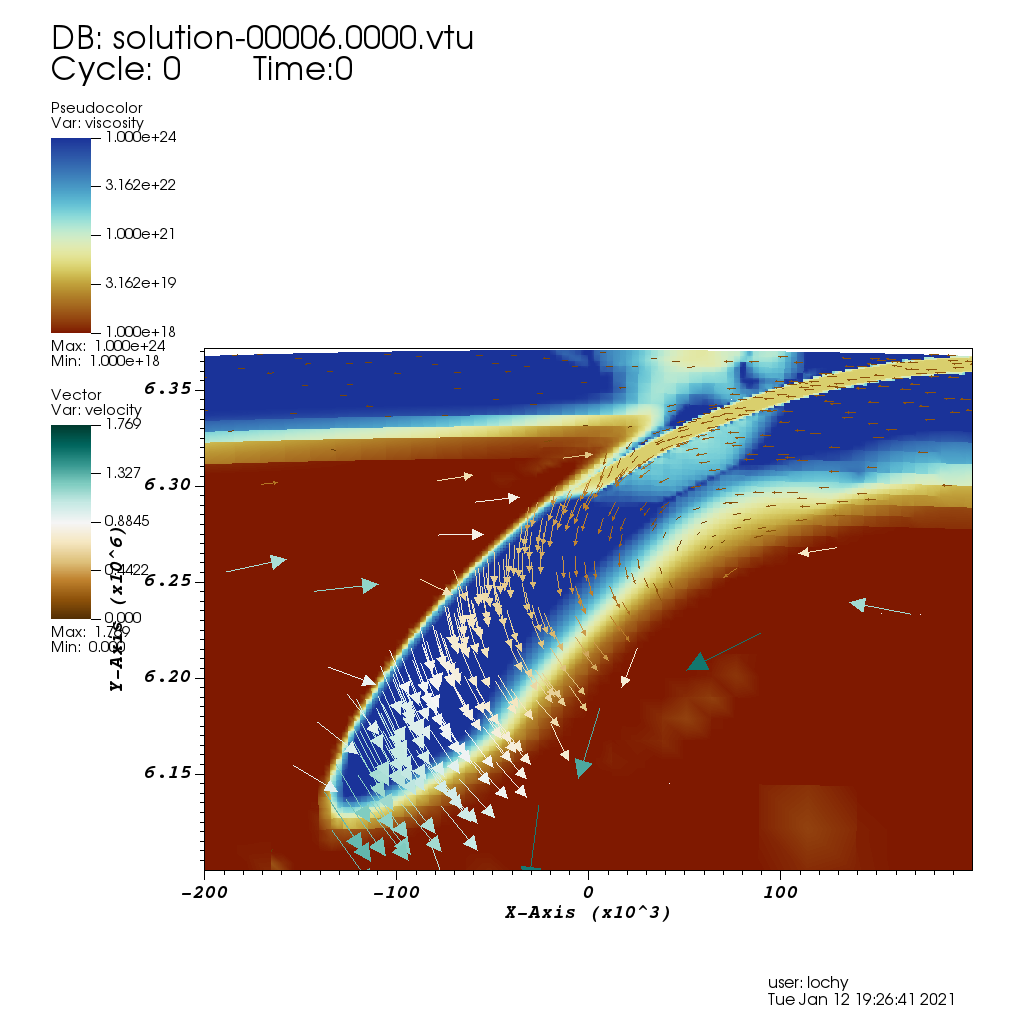 DB: solution-00006.0000.vtu
Cycle: 0 Time:0
Pseudocolor
Var: viscosity
1.000e+24
3.162e+22
1.000e+21
3.162e+19
1.000e+18
Max: 1.000e+24
Min: 1.000e+18
Vector
Var: velocity
1.769
1.327
0.8845
0.4422
0.000
Max: 1.769
Min: 0.000
Y-Axis (x10^6)
6.35
6.30
6.25
6.20
6.15
-200
-100
0
100
X-Axis (x10^3)
user: lochy
Tue Jan 12 19:26:41 2021